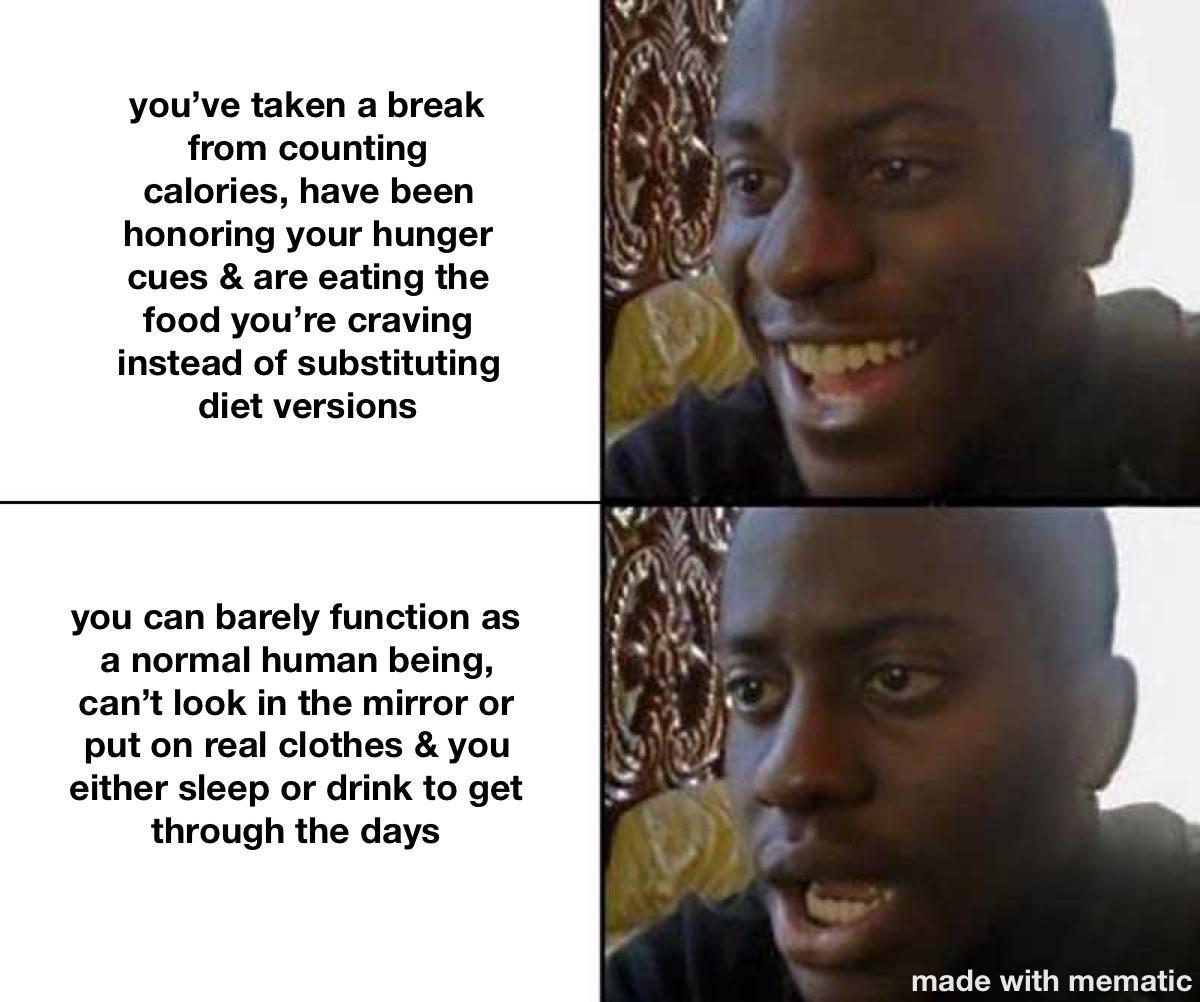 you’ve taken a break
from counting
calories, have been
honoring your hunger
cues & are eating the
food you’re craving
instead of substituting
diet versions
you can barely function as
a normal human being,
can’t look in the mirror or
put on real clothes & you
either sleep or drink to get
through the days
made with mematic